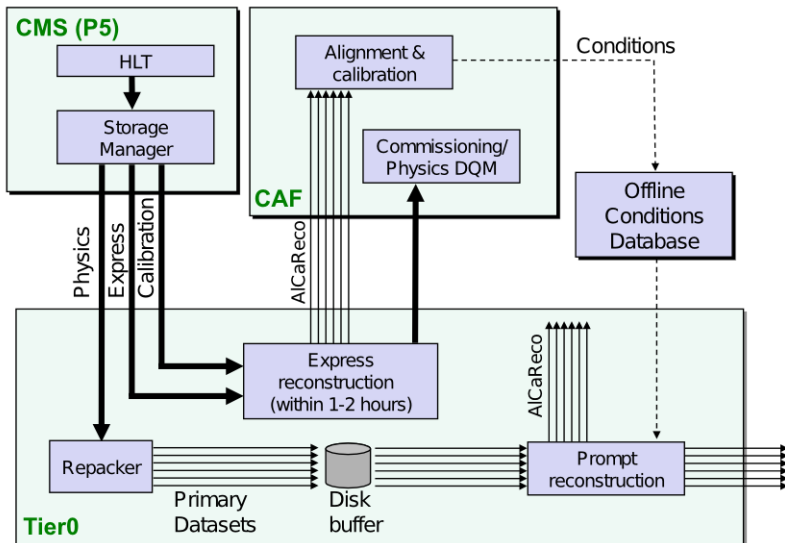 CMS (P5)
HLT
Storage
Manager
Alignment &
calibration
Conditions
Commissioning/
Physics DQM
CAF
Offline
Conditions
Database
Physics
Express
Calibration
AlCaReco
Express
reconstruction
(within 1-2 hours)
AlCaReco
Repacker
Primary
Datasets
Disk
buffer
Prompt
reconstruction
Tier0